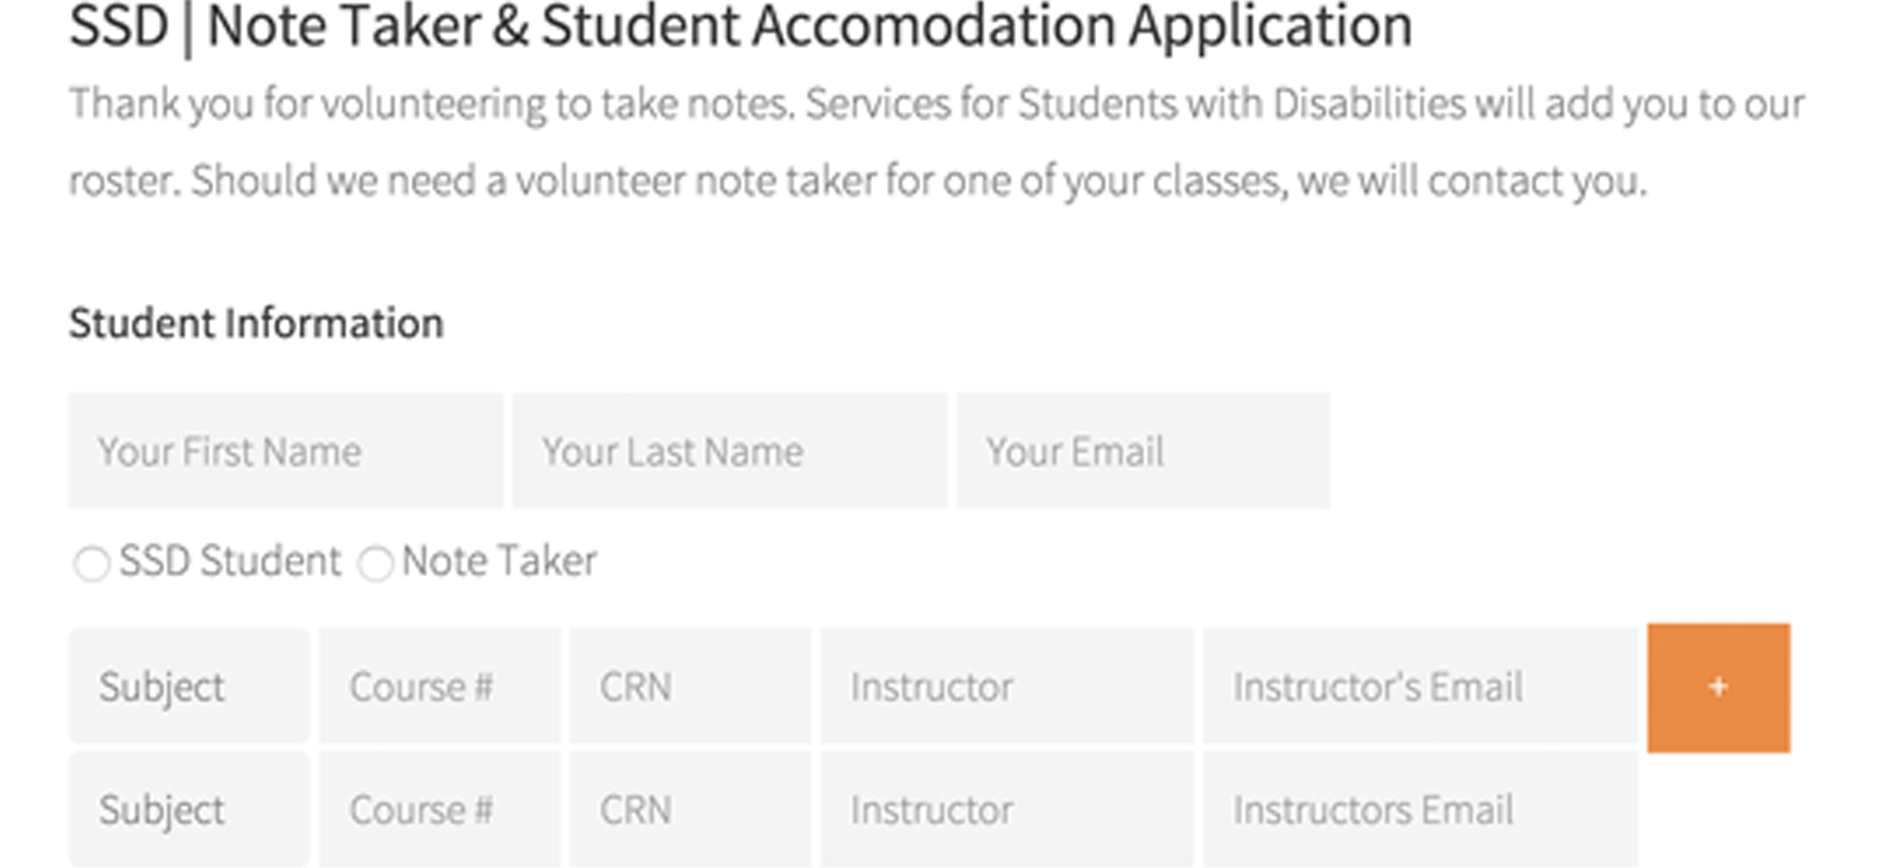 SSD | Note Taker & Student Accomodation Application
Thank you for volunteering to take notes. Services for Students with Disabilities will add you to our
roster. Should we need a volunteer note taker for one of your classes, we will contact you.
Student Information
Your First Name Your Last Name Your Email
SSD Student Note Taker
Subject Course # CRN Instructor Instructor's Email +
Subject Course # CRN Instructor Instructors Email